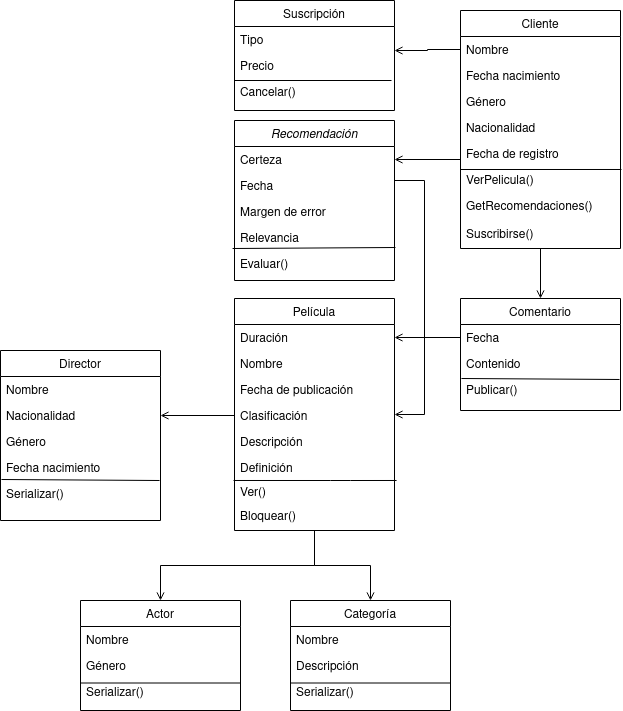 Suscripción
Tipo
Precio
Cancelar()
Cliente
Nombre
Fecha nacimiento
Género
Nacionalidad
Fecha de registro
VerPelicula()
GetRecomendaciones()
Suscribirse()
Recomendación
Certeza
Fecha
Margen de error
Relevancia
Evaluar()
Película
Duración
Nombre
Fecha de publicación
Clasificación
Descripción
Definición
Ver()
Bloquear()
Comentario
Fecha
Contenido
Publicar()
Director
Nombre
Nacionalidad
Género
Fecha nacimiento
Serializar()
Actor
Nombre
Género
Serializar()
Categoría
Nombre
Descripción
Serializar()